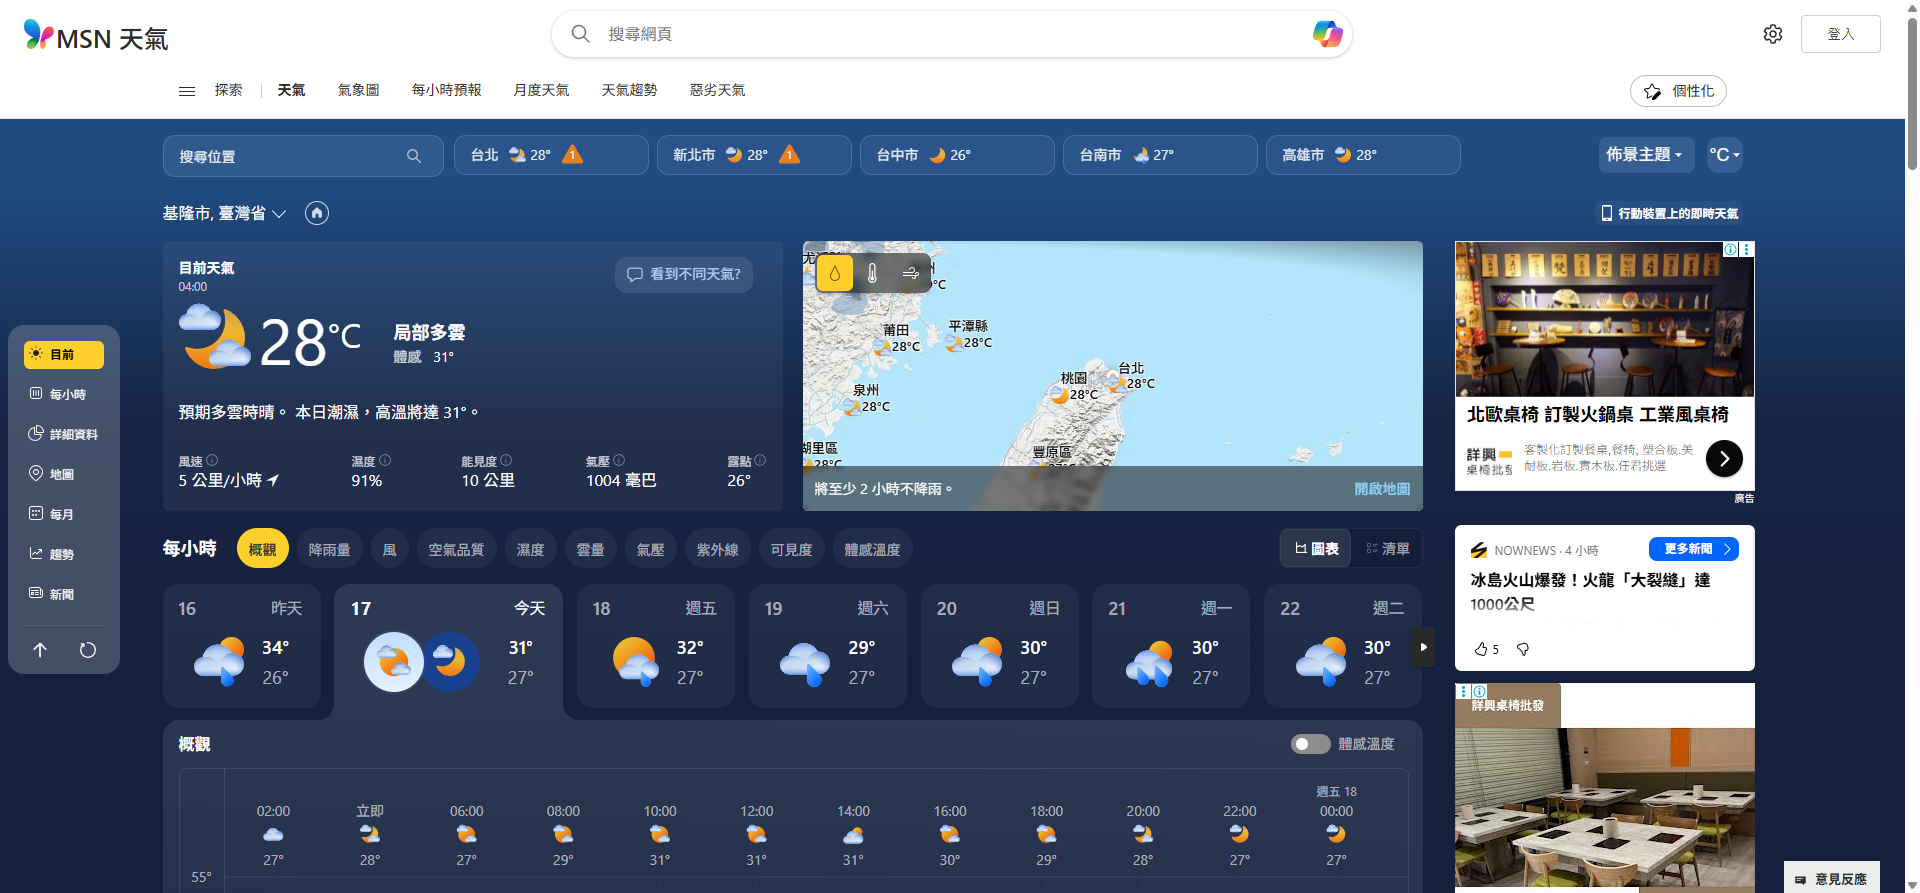 MSN 天氣
搜尋網頁
登入
探索
天氣
氣象圖
每小時預報
月度天氣
天氣趨勢
惡劣天氣
個性化
搜尋位置
台北 28° 1
新北市 28° 1
台中市 26°
台南市 27°
高雄市 28°
佈景主題
°C
基隆市, 臺灣省
行動裝置上的即時天氣
目前
每小時
詳細資料
地圖
每月
趨勢
新聞
目前天氣
04:00
看到不同天氣?
28°C
局部多雲
體感 31°
預期多雲時晴。 本日潮濕，高溫將達 31°。
風速
5 公里/小時
濕度
91%
能見度
10 公里
氣壓
1004 毫巴
露點
26°
°C
莆田
28°C
平潭縣
28°C
泉州
28°C
桃園
28°C
台北
28°C
湖里區
28°C
豐原區
將至少 2 小時不降雨。
開啟地圖
北歐桌椅 訂製火鍋桌 工業風桌椅
詳興
桌椅批發
客製化訂製餐桌,餐椅, 塑合板.美
耐板.岩板.實木板.任君挑選
廣告
每小時
概觀
降雨量
風
空氣品質
濕度
雲量
氣壓
紫外線
可見度
體感溫度
圖表
清單
16 昨天
34°
26°
17 今天
31°
27°
18 週五
32°
27°
19 週六
29°
27°
20 週日
30°
27°
21 週一
30°
27°
22 週二
30°
27°
NOWNEWS · 4 小時
更多新聞
冰島火山爆發！火龍「大裂縫」達
1000公尺
5
詳興桌椅批發
概觀
體感溫度
週五 18
02:00 立即 06:00 08:00 10:00 12:00 14:00 16:00 18:00 20:00 22:00 00:00
27° 28° 27° 29° 31° 31° 31° 30° 29° 28° 27° 27°
55°
意見反應